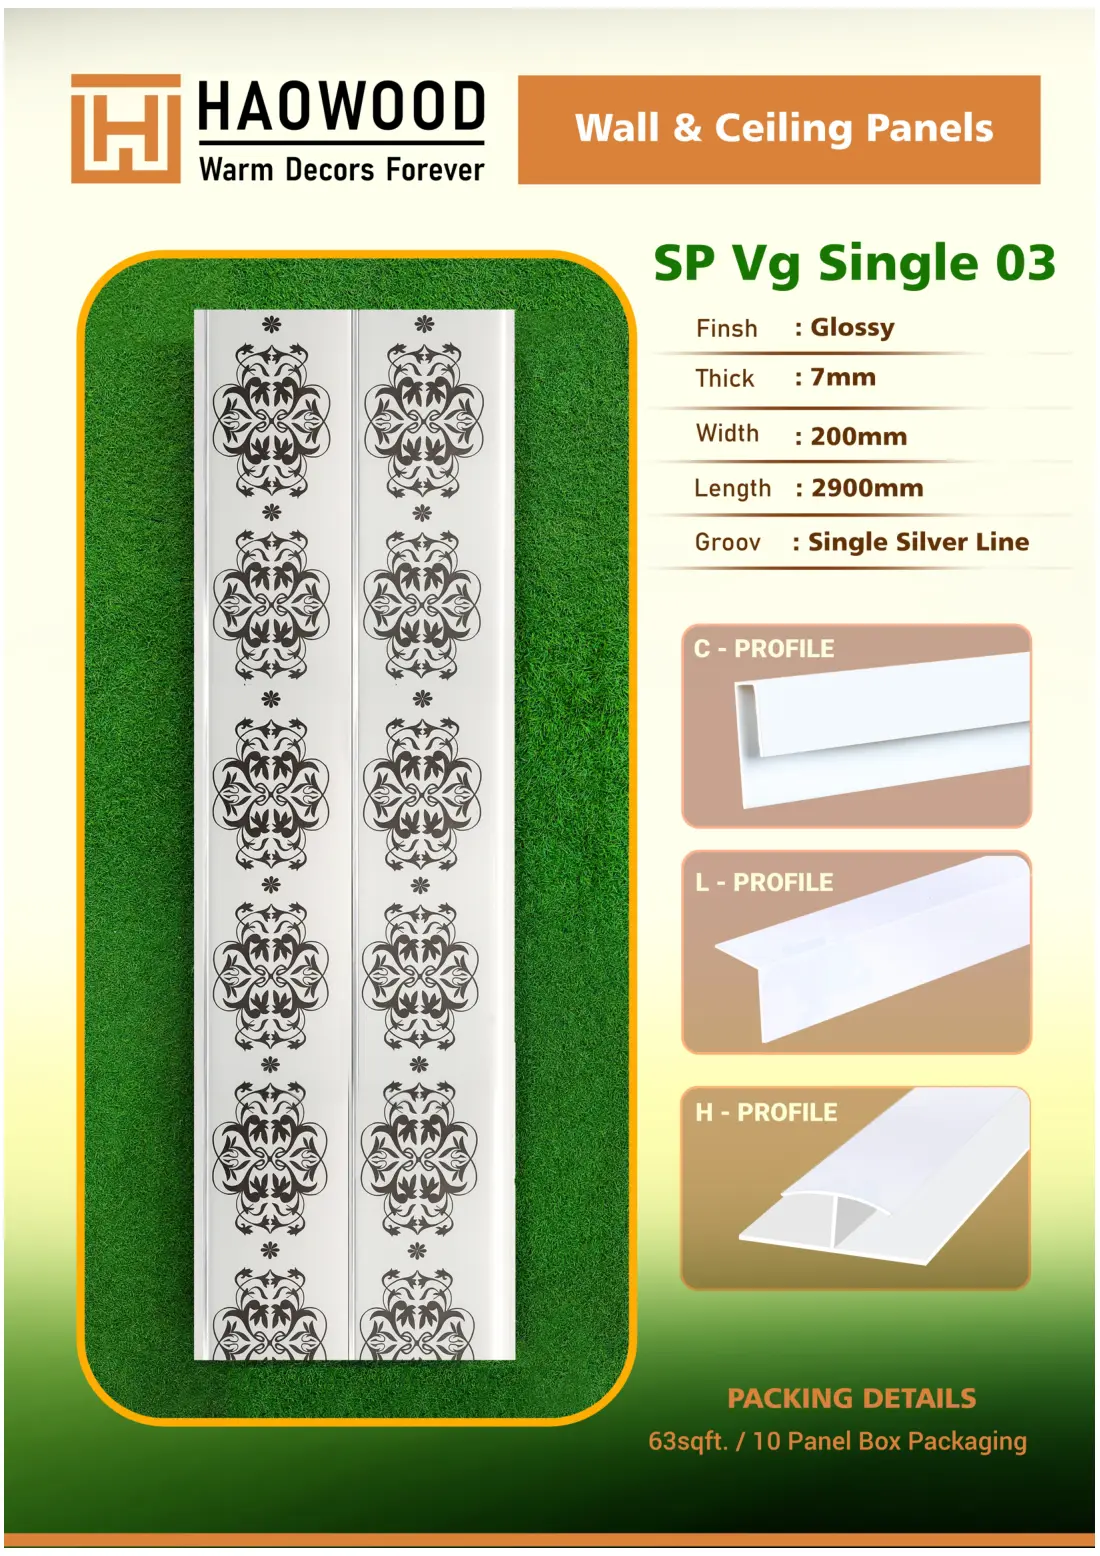 HAOWOOD
Warm Decors Forever
Wall & Ceiling Panels
SP Vg Single 03
Finsh : Glossy
Thick : 7mm
Width : 200mm
Length : 2900mm
Groov : Single Silver Line
C - PROFILE
L - PROFILE
H - PROFILE
PACKING DETAILS
63sqft. / 10 Panel Box Packaging